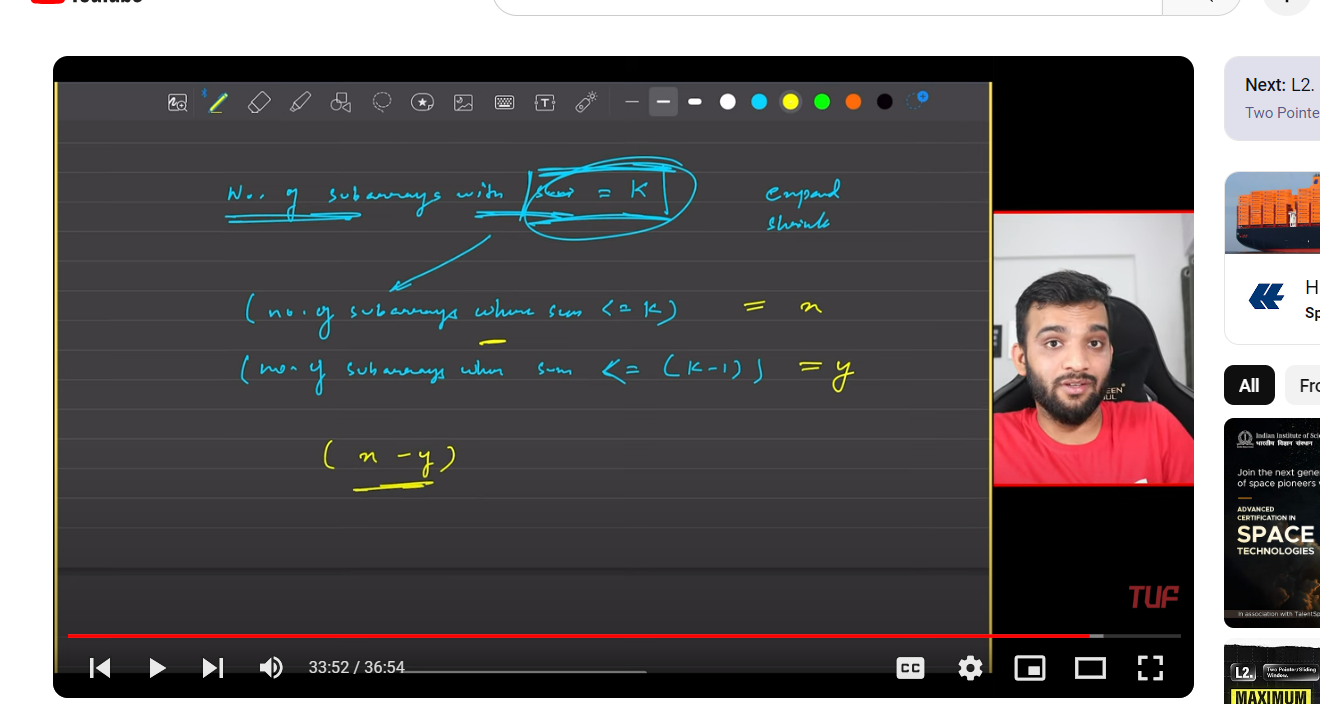 YouTube
No. of subarrays with sum = K
expand
shrink
(no. of subarrays where sum <= K) = x
(no. of subarrays where sum <= (K-1)) = y
(x - y)
EEN
UL
TUF
33:52 / 36:54
CC
Next: L2.
Two Pointe
H
Sp
All
Fro
Indian Institute of Sci
भारतीय विज्ञान संस्थान
Join the next gene
of space pioneers
ADVANCED
CERTIFICATION IN
SPACE
TECHNOLOGIES
In association with TalentSp
L2.
Two Pointer/Sliding
Window.
MAXIMUM